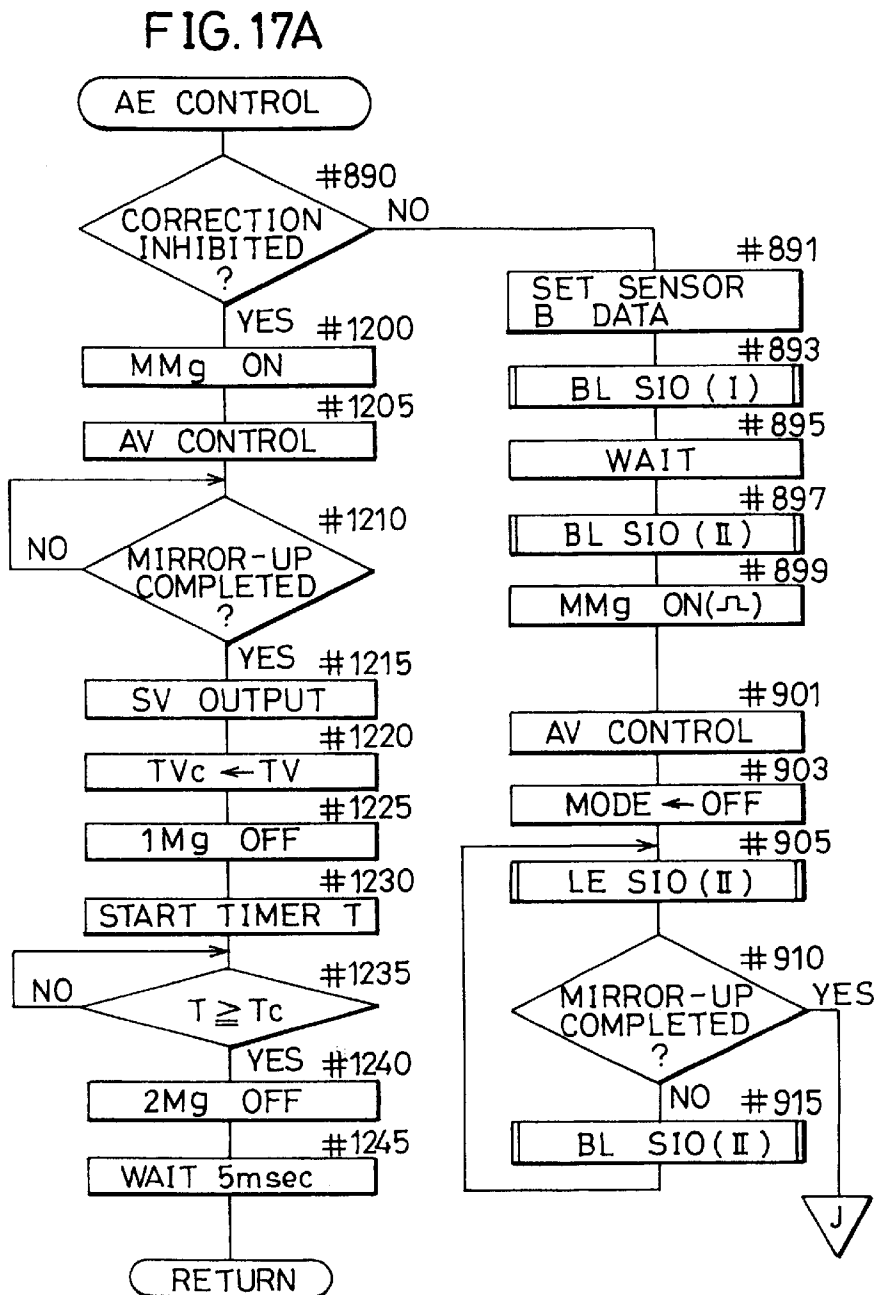 FIG.17A
AE CONTROL
#890
CORRECTION
INHIBITED
?
NO
YES
#1200
MMg ON
#1205
AV CONTROL
#1210
NO
MIRROR-UP
COMPLETED
?
YES
#1215
SV OUTPUT
#1220
TVc ← TV
#1225
1Mg OFF
#1230
START TIMER T
#1235
NO
T ≧ Tc
YES
#1240
2Mg OFF
#1245
WAIT 5msec
RETURN
#891
SET SENSOR
B DATA
#893
BL SIO (I)
#895
WAIT
#897
BL SIO (II)
#899
MMg ON(⎍)
#901
AV CONTROL
#903
MODE ← OFF
#905
LE SIO (II)
#910
MIRROR-UP
COMPLETED
?
YES
NO
#915
BL SIO(II)
J